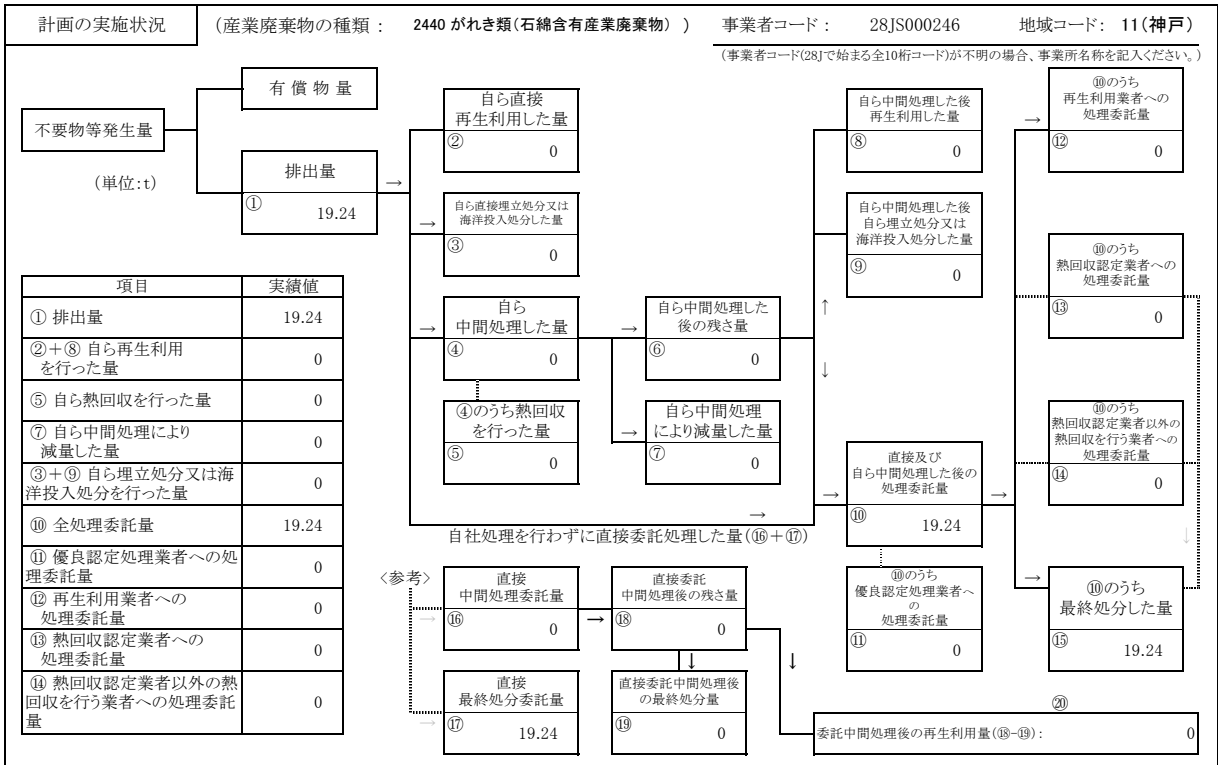 計画の実施状況
(産業廃棄物の種類： 2440 がれき類(石綿含有産業廃棄物) )
事業者コード： 28JS000246
地域コード： 11(神戸)
(事業者コード(28Jで始まる全10桁コード)が不明の場合、事業所名称を記入ください。)
不要物等発生量
(単位:t)
有償物量
排出量
①
19.24
→
自ら直接
再生利用した量
②
0
→
自ら直接埋立処分又は
海洋投入処分した量
③
0
→
自ら
中間処理した量
④
0
④のうち熱回収
を行った量
⑤
0
→
自ら中間処理した
後の残さ量
⑥
0
→
自ら中間処理
により減量した量
⑦
0
自ら中間処理した後
再生利用した量
⑧
0
自ら中間処理した後
自ら埋立処分又は
海洋投入処分した量
⑨
0
↑
↓
→
→
直接及び
自ら中間処理した後の
処理委託量
⑩
19.24
→
⑩のうち
優良認定処理業者へ
の
処理委託量
⑪
0
→
⑩のうち
再生利用業者への
処理委託量
⑫
0
⑩のうち
熱回収認定業者への
処理委託量
⑬
0
⑩のうち
熱回収認定業者以外の
熱回収を行う業者への
処理委託量
⑭
0
↓
→
⑩のうち
最終処分した量
⑮
19.24
項目 実績値
① 排出量 19.24
②＋⑧ 自ら再生利用
を行った量
0
⑤ 自ら熱回収を行った量 0
⑦ 自ら中間処理により
減量した量
0
③＋⑨ 自ら埋立処分又は海
洋投入処分を行った量
0
⑩ 全処理委託量 19.24
⑪ 優良認定処理業者への処
理委託量
0
⑫ 再生利用業者への
処理委託量
0
⑬ 熱回収認定業者への
処理委託量
0
⑭ 熱回収認定業者以外の熱
回収を行う業者への処理委託
量
0
自社処理を行わずに直接委託処理した量(⑯＋⑰)
〈参考〉
→
直接
中間処理委託量
⑯
0
→
直接委託
中間処理後の残さ量
⑱
0
→
直接
最終処分委託量
⑰
19.24
↓
直接委託中間処理後
の最終処分量
⑲
0
↓
⑳
委託中間処理後の再生利用量(⑱-⑲)： 0